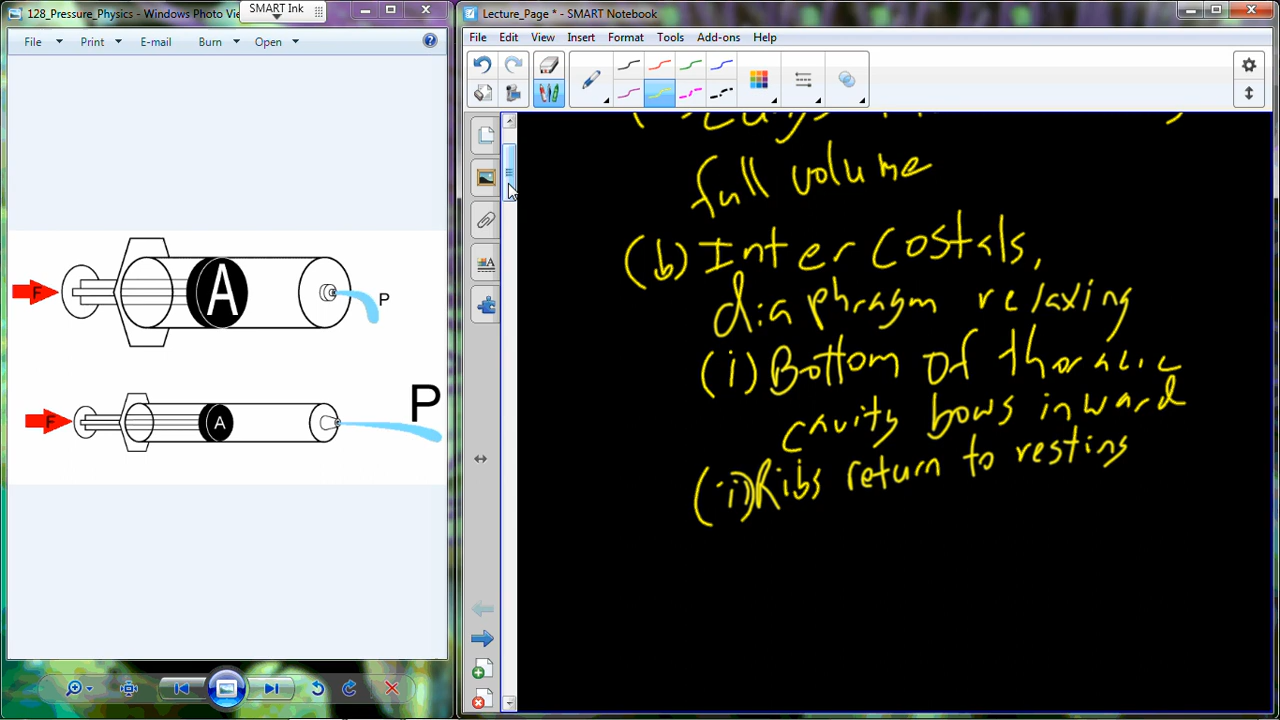 128_Pressure_Physics - Windows Photo Vie
SMART Ink
File Print E-mail Burn Open
F
A
P
F
A
P
Lecture_Page * - SMART Notebook
File Edit View Insert Format Tools Add-ons Help
full volume
(b) Intercostals,
diaphragm relaxing
(i) Bottom of thoracic
cavity bows inward
(ii) Ribs return to resting